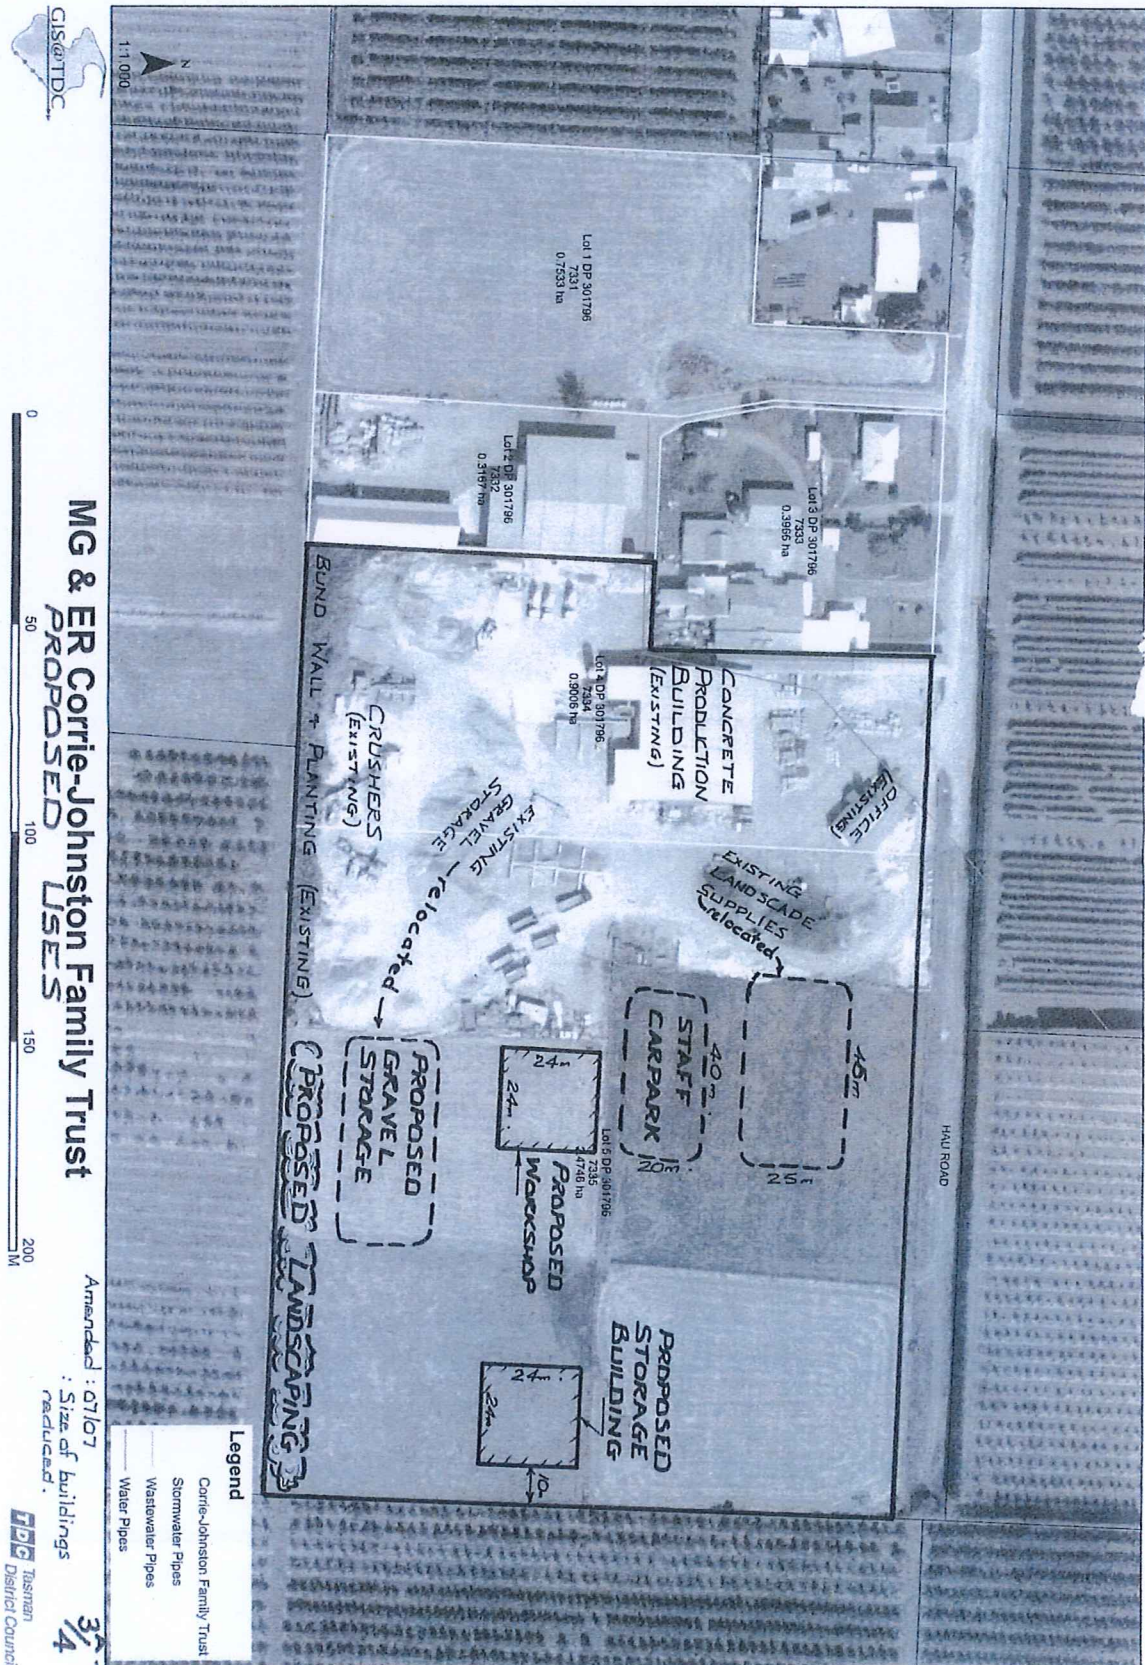 GIS@TDC
1:1,000
N
Lot 1 DP 301796
7331
0.7533 ha
Lot 2 DP 301796
7332
0.3167 ha
Lot 3 DP 301796
7333
0.3966 ha
Lot 4 DP 301796
7334
0.9006 ha
CONCRETE
PRODUCTION
BUILDING
(EXISTING)
OFFICE
(EXISTING)
EXISTING
LANDSCADE
SUPPLIES
relocated
45m
25m
HAU ROAD
40m
STAFF
CARPARK
20m
Lot 5 DP 301796
7335
4746 ha
24m
24m
PROPOSED
WORKSHOP
PROPOSED
STORAGE
BUILDING
24m
24m
10m
EXISTING
GRAVEL
STORAGE
relocated
CRUSHERS
(EXISTING)
PROPOSED
GRAVEL
STORAGE
BUND WALL + PLANTING (EXISTING)
(PROPOSED LANDSCAPING)
MG & ER Corrie-Johnston Family Trust
PROPOSED USES
0 50 100 150 200
M
Legend
Corrie-Johnston Family Trust
Stormwater Pipes
Wastewater Pipes
Water Pipes
Amended : 07/07
: Size of buildings
reduced.
3A
3/4
TDC Tasman
District Council